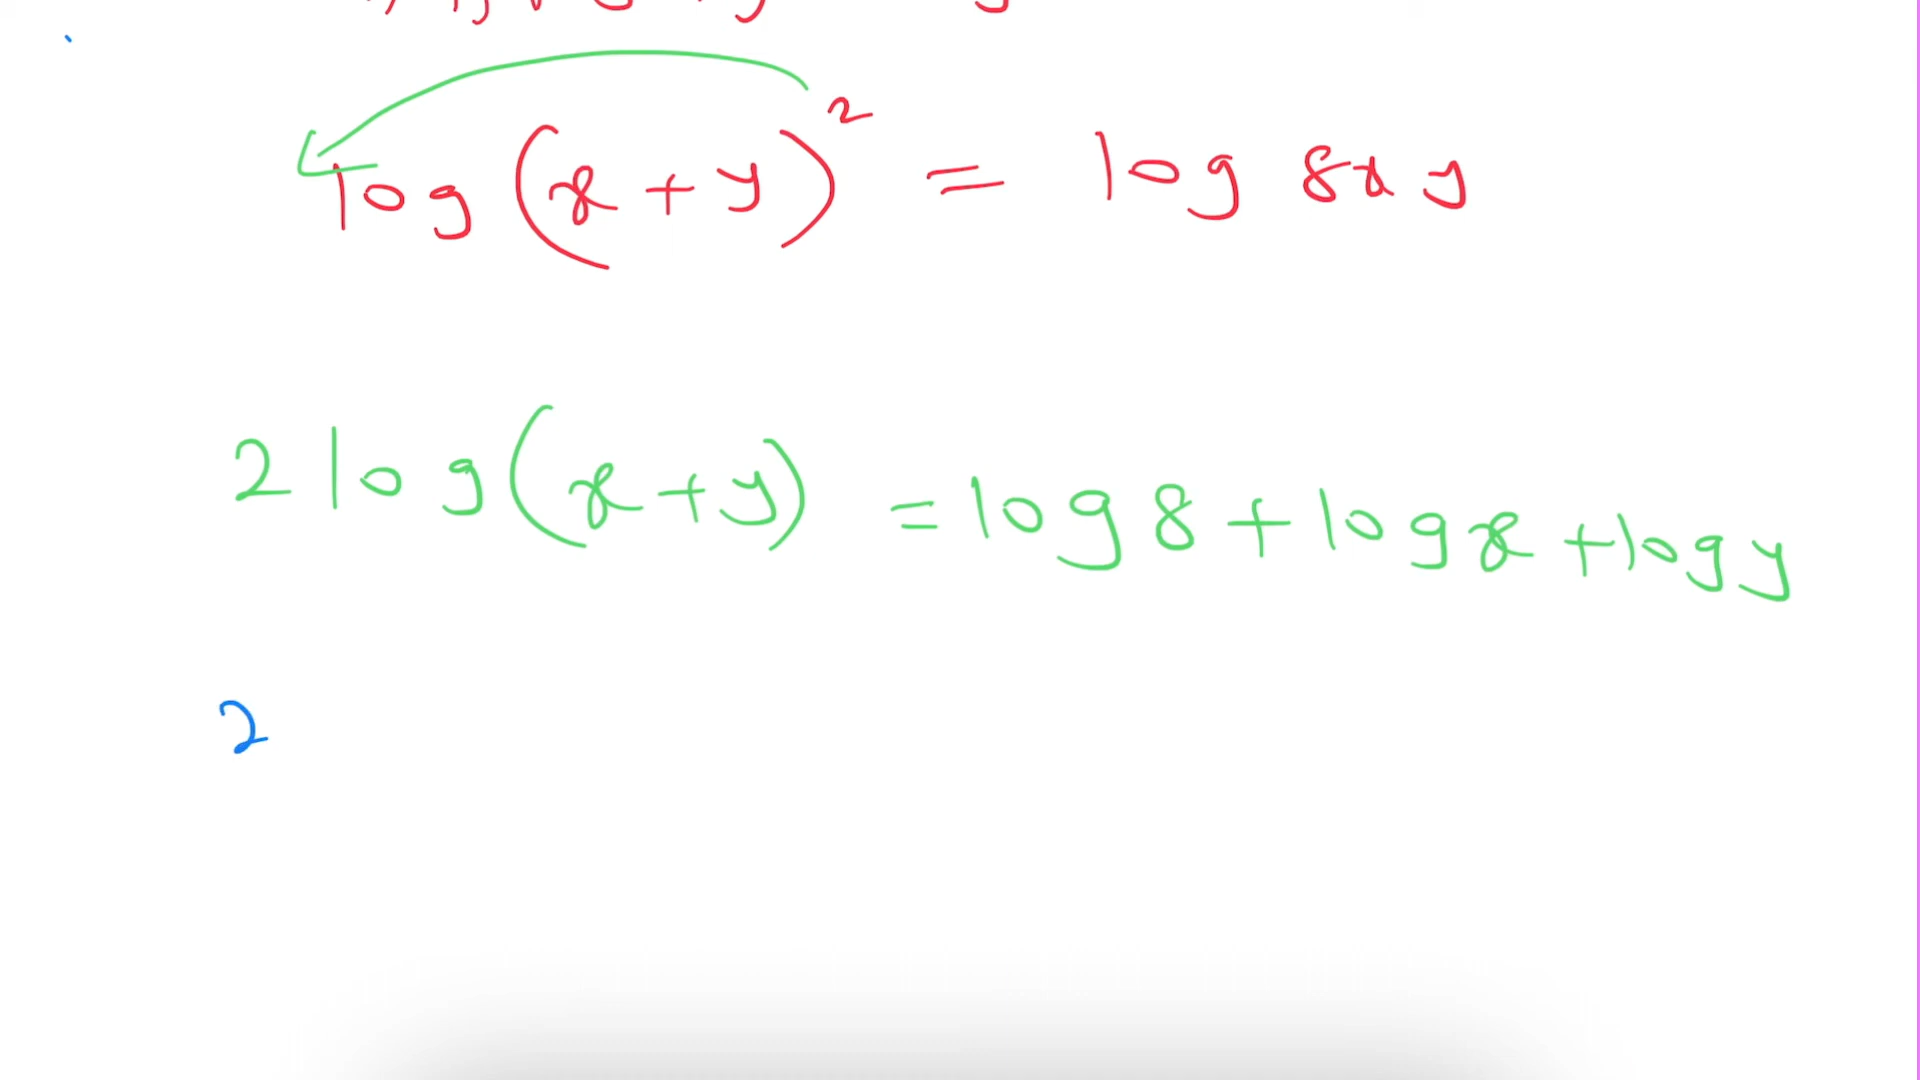 log(x+y)² = log 8xy
2 log(x+y) = log 8 + log x + log y
2